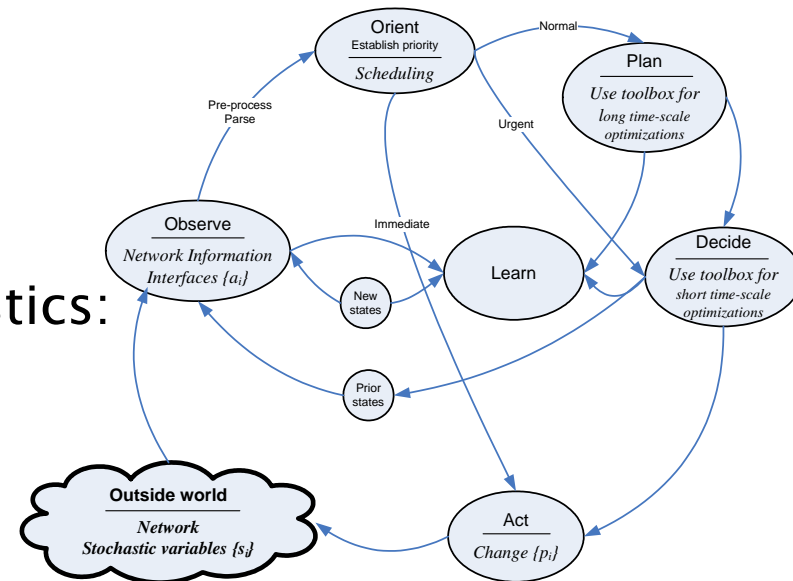 Orient
Establish priority
Scheduling
Normal
Plan
Use toolbox for
long time-scale
optimizations
Pre-process
Parse
Urgent
Observe
Network Information
Interfaces {ai}
Immediate
Learn
Decide
Use toolbox for
short time-scale
optimizations
New
states
stics:
Prior
states
Outside world
Network
Stochastic variables {si}
Act
Change {pi}